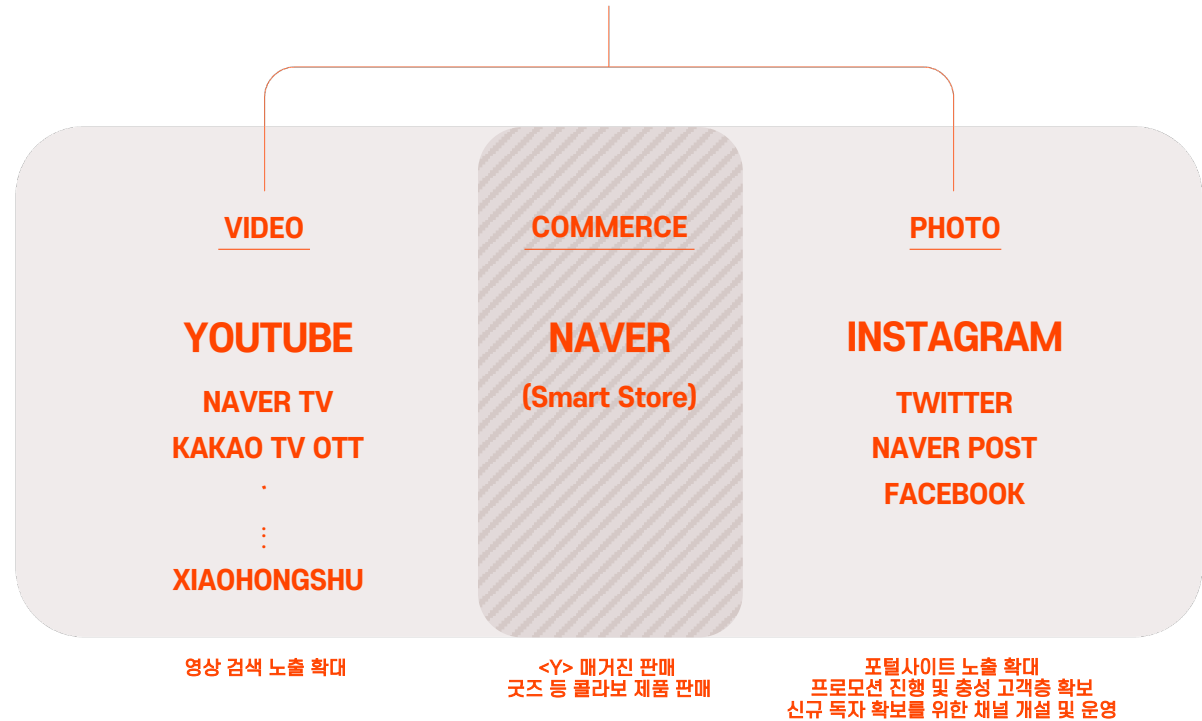 VIDEO
YOUTUBE
NAVER TV
KAKAO TV OTT
.
:
XIAOHONGSHU
영상 검색 노출 확대
COMMERCE
NAVER
(Smart Store)
<Y> 매거진 판매
굿즈 등 콜라보 제품 판매
PHOTO
INSTAGRAM
TWITTER
NAVER POST
FACEBOOK
포털사이트 노출 확대
프로모션 진행 및 충성 고객층 확보
신규 독자 확보를 위한 채널 개설 및 운영